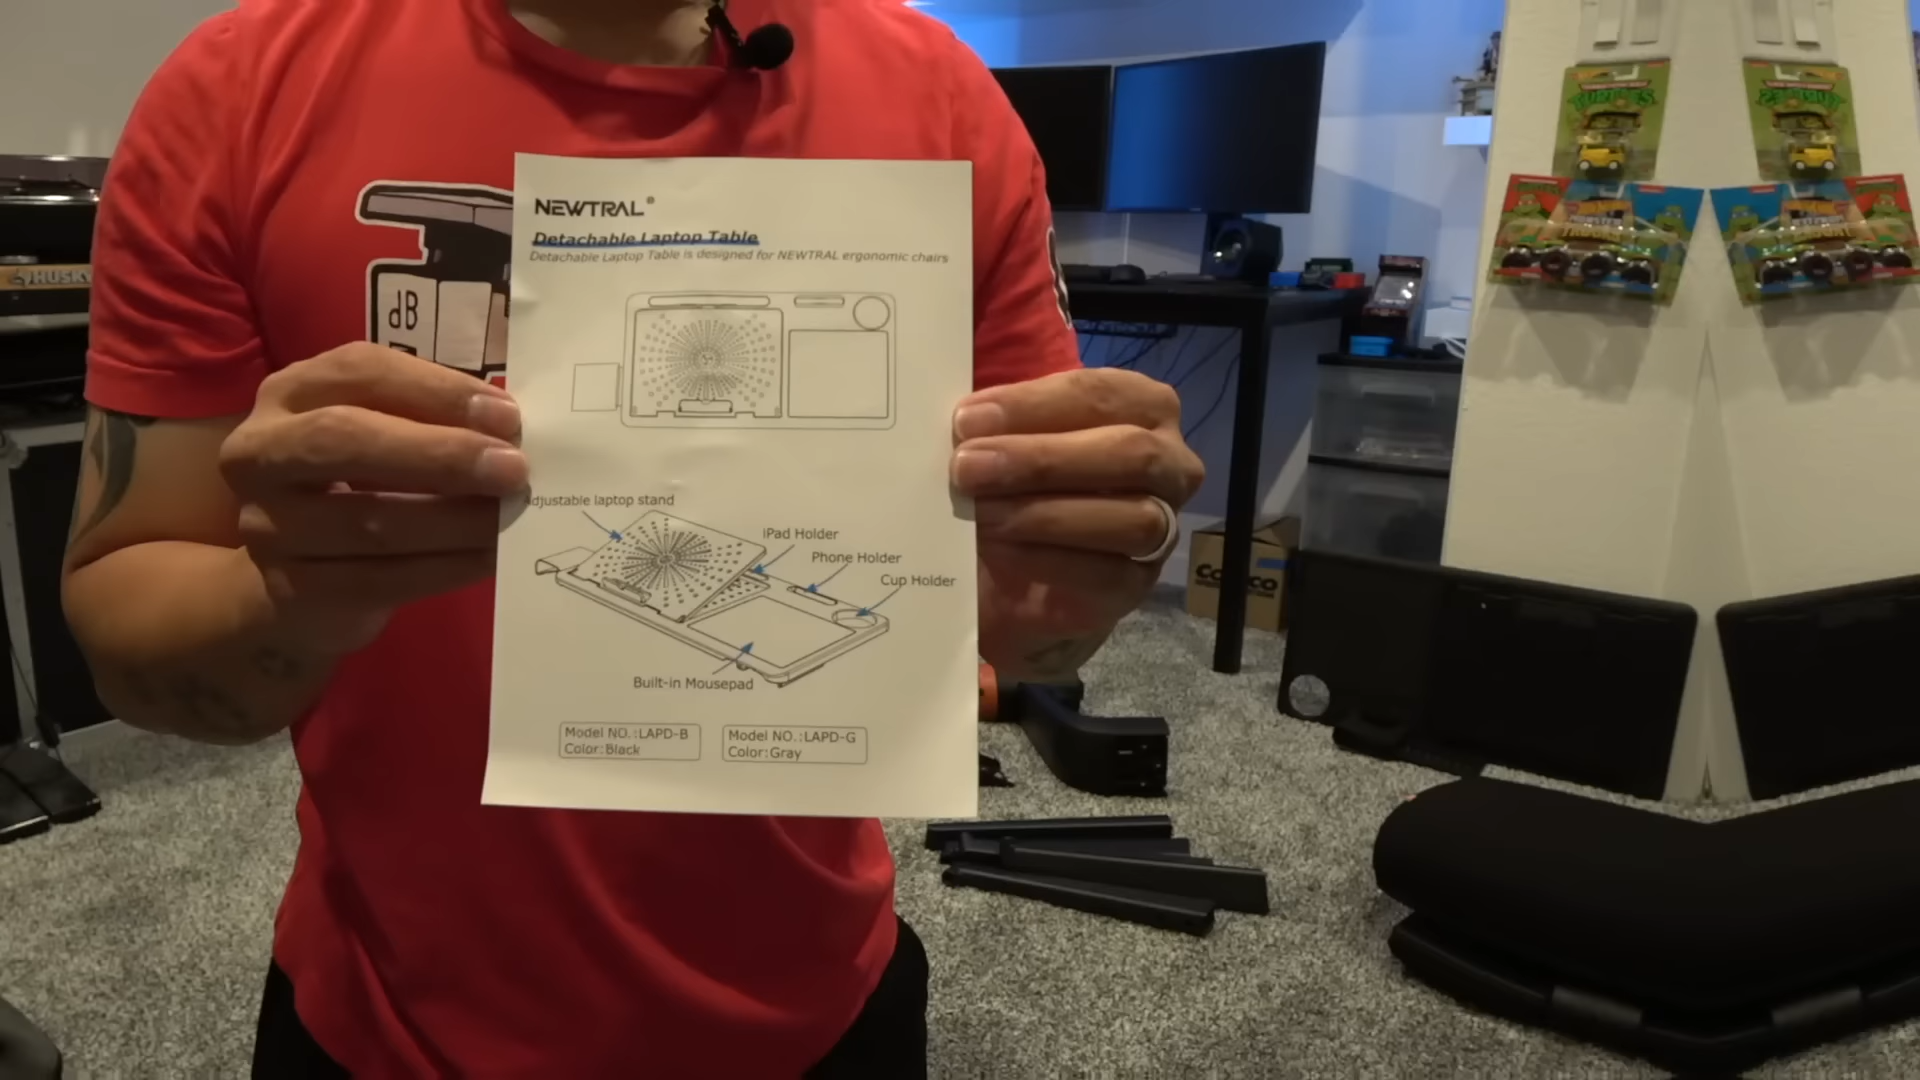 NEWTRAL®
Detachable Laptop Table
Detachable Laptop Table is designed for NEWTRAL ergonomic chairs
Adjustable laptop stand
iPad Holder
Phone Holder
Cup Holder
Built-in Mousepad
Model NO.:LAPD-B
Color:Black
Model NO.:LAPD-G
Color:Gray
dB
HUSKY
TURTLES